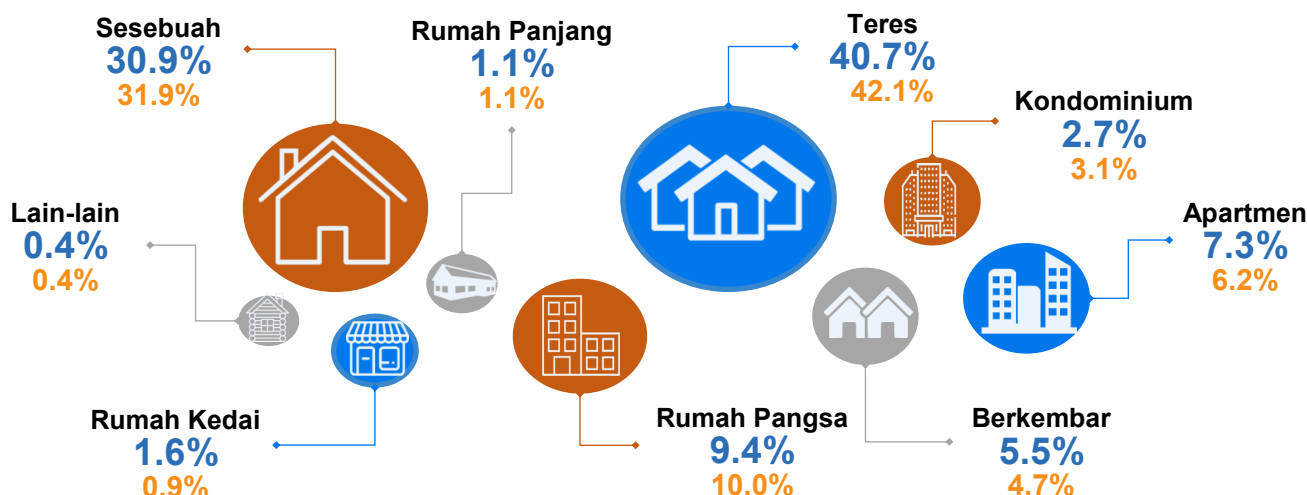 Sesebuah
30.9%
31.9%
Rumah Panjang
1.1%
1.1%
Teres
40.7%
42.1%
Kondominium
2.7%
3.1%
Lain-lain
0.4%
0.4%
Apartmen
7.3%
6.2%
Rumah Kedai
1.6%
0.9%
Rumah Pangsa
9.4%
10.0%
Berkembar
5.5%
4.7%